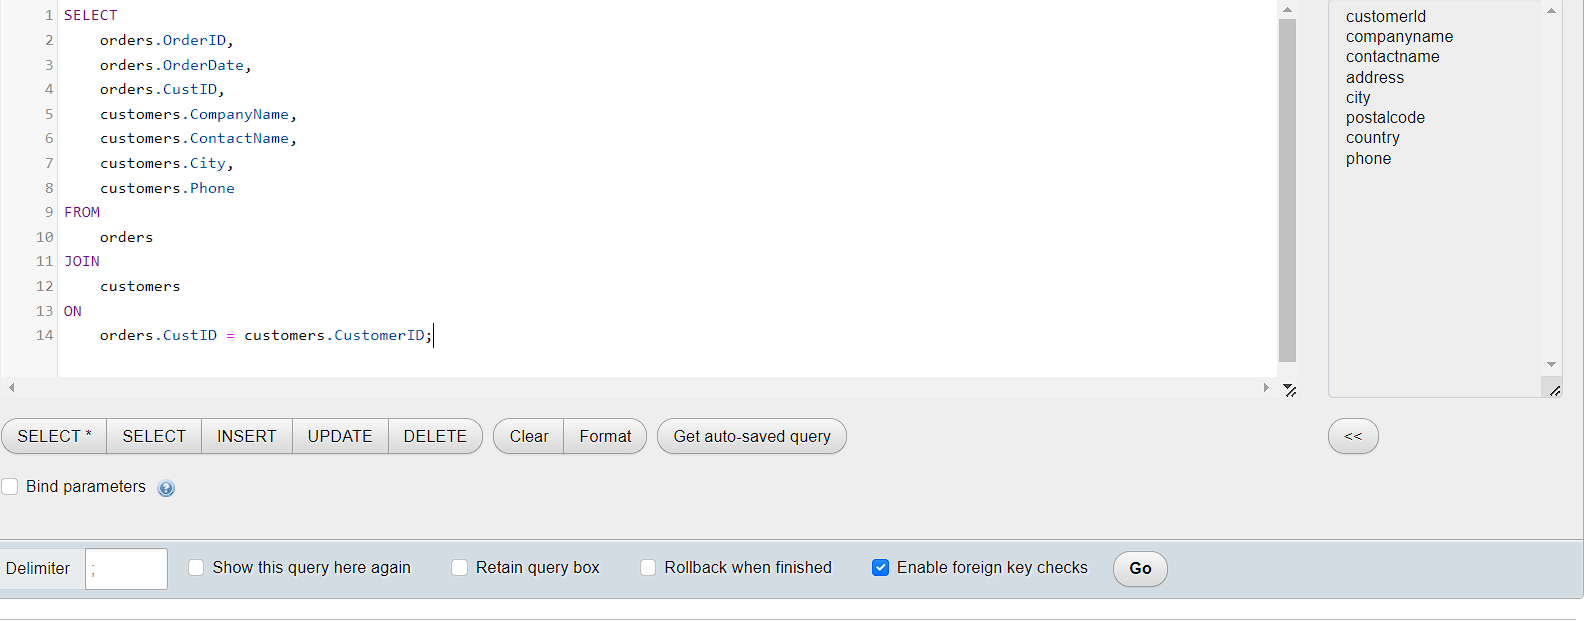 1 SELECT
2 orders.OrderID,
3 orders.OrderDate,
4 orders.CustID,
5 customers.CompanyName,
6 customers.ContactName,
7 customers.City,
8 customers.Phone
9 FROM
10 orders
11 JOIN
12 customers
13 ON
14 orders.CustID = customers.CustomerID;
customerId
companyname
contactname
address
city
postalcode
country
phone
SELECT * SELECT INSERT UPDATE DELETE Clear Format Get auto-saved query <<
Bind parameters ?
Delimiter ; Show this query here again Retain query box Rollback when finished Enable foreign key checks Go